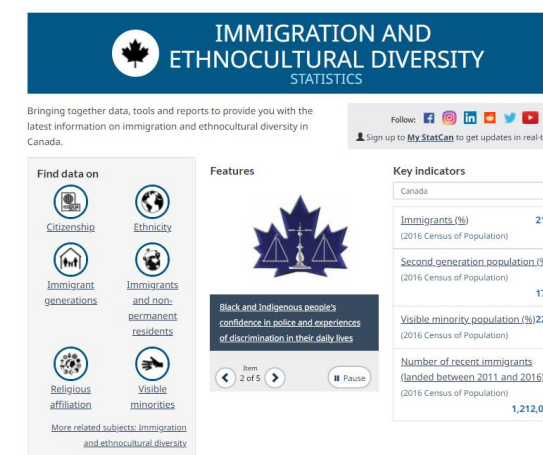 IMMIGRATION AND
ETHNOCULTURAL DIVERSITY
STATISTICS
Bringing together data, tools and reports to provide you with the
latest information on immigration and ethnocultural diversity in
Canada.
Follow:
Sign up to My StatCan to get updates in real-t
Find data on
Citizenship
Ethnicity
Immigrant
generations
Immigrants
and non-
permanent
residents
Religious
affiliation
Visible
minorities
More related subjects: Immigration
and ethnocultural diversity
Features
Black and Indigenous people's
confidence in police and experiences
of discrimination in their daily lives
Item
2 of 5
Pause
Key indicators
Canada
Immigrants (%)
(2016 Census of Population)
Second generation population (%
(2016 Census of Population)
Visible minority population (%)
(2016 Census of Population)
Number of recent immigrants
(landed between 2011 and 2016)
(2016 Census of Population)